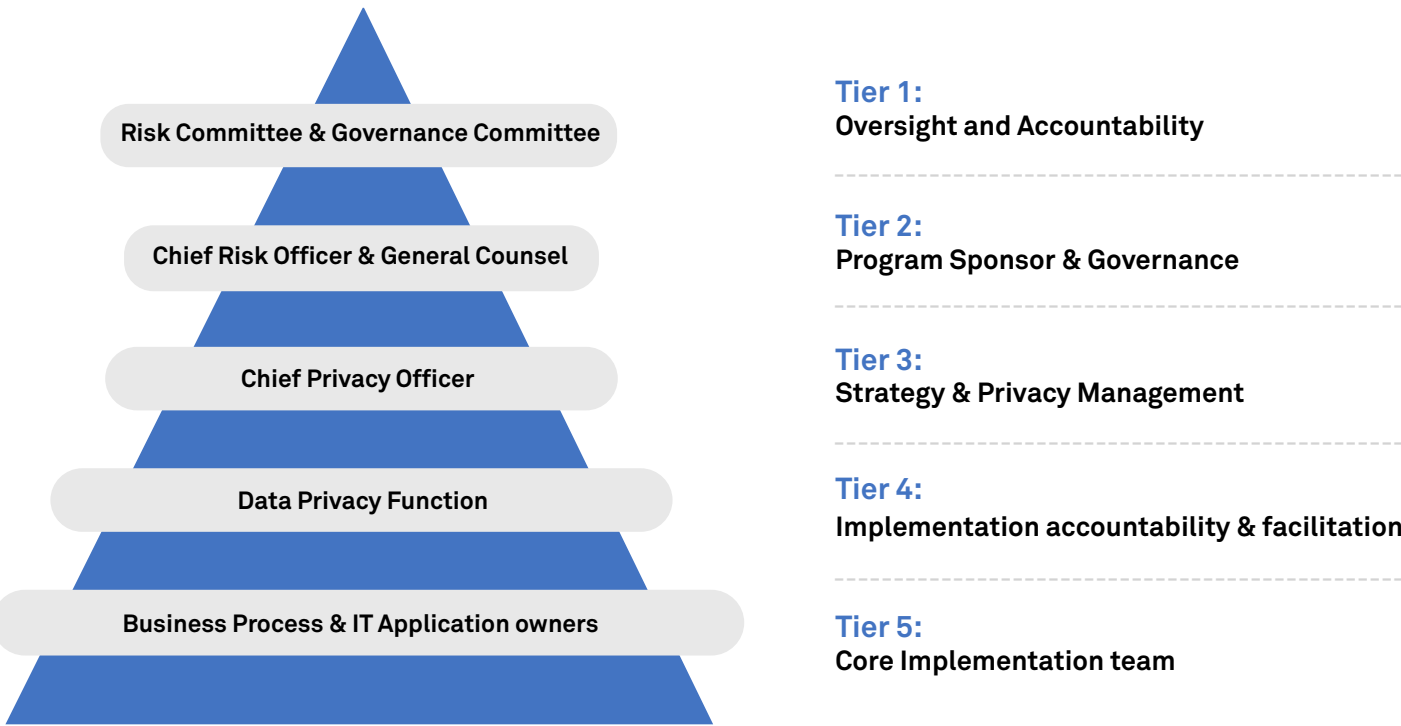 Risk Committee & Governance Committee
Chief Risk Officer & General Counsel
Chief Privacy Officer
Data Privacy Function
Business Process & IT Application owners
Tier 1:
Oversight and Accountability
Tier 2:
Program Sponsor & Governance
Tier 3:
Strategy & Privacy Management
Tier 4:
Implementation accountability & facilitation
Tier 5:
Core Implementation team